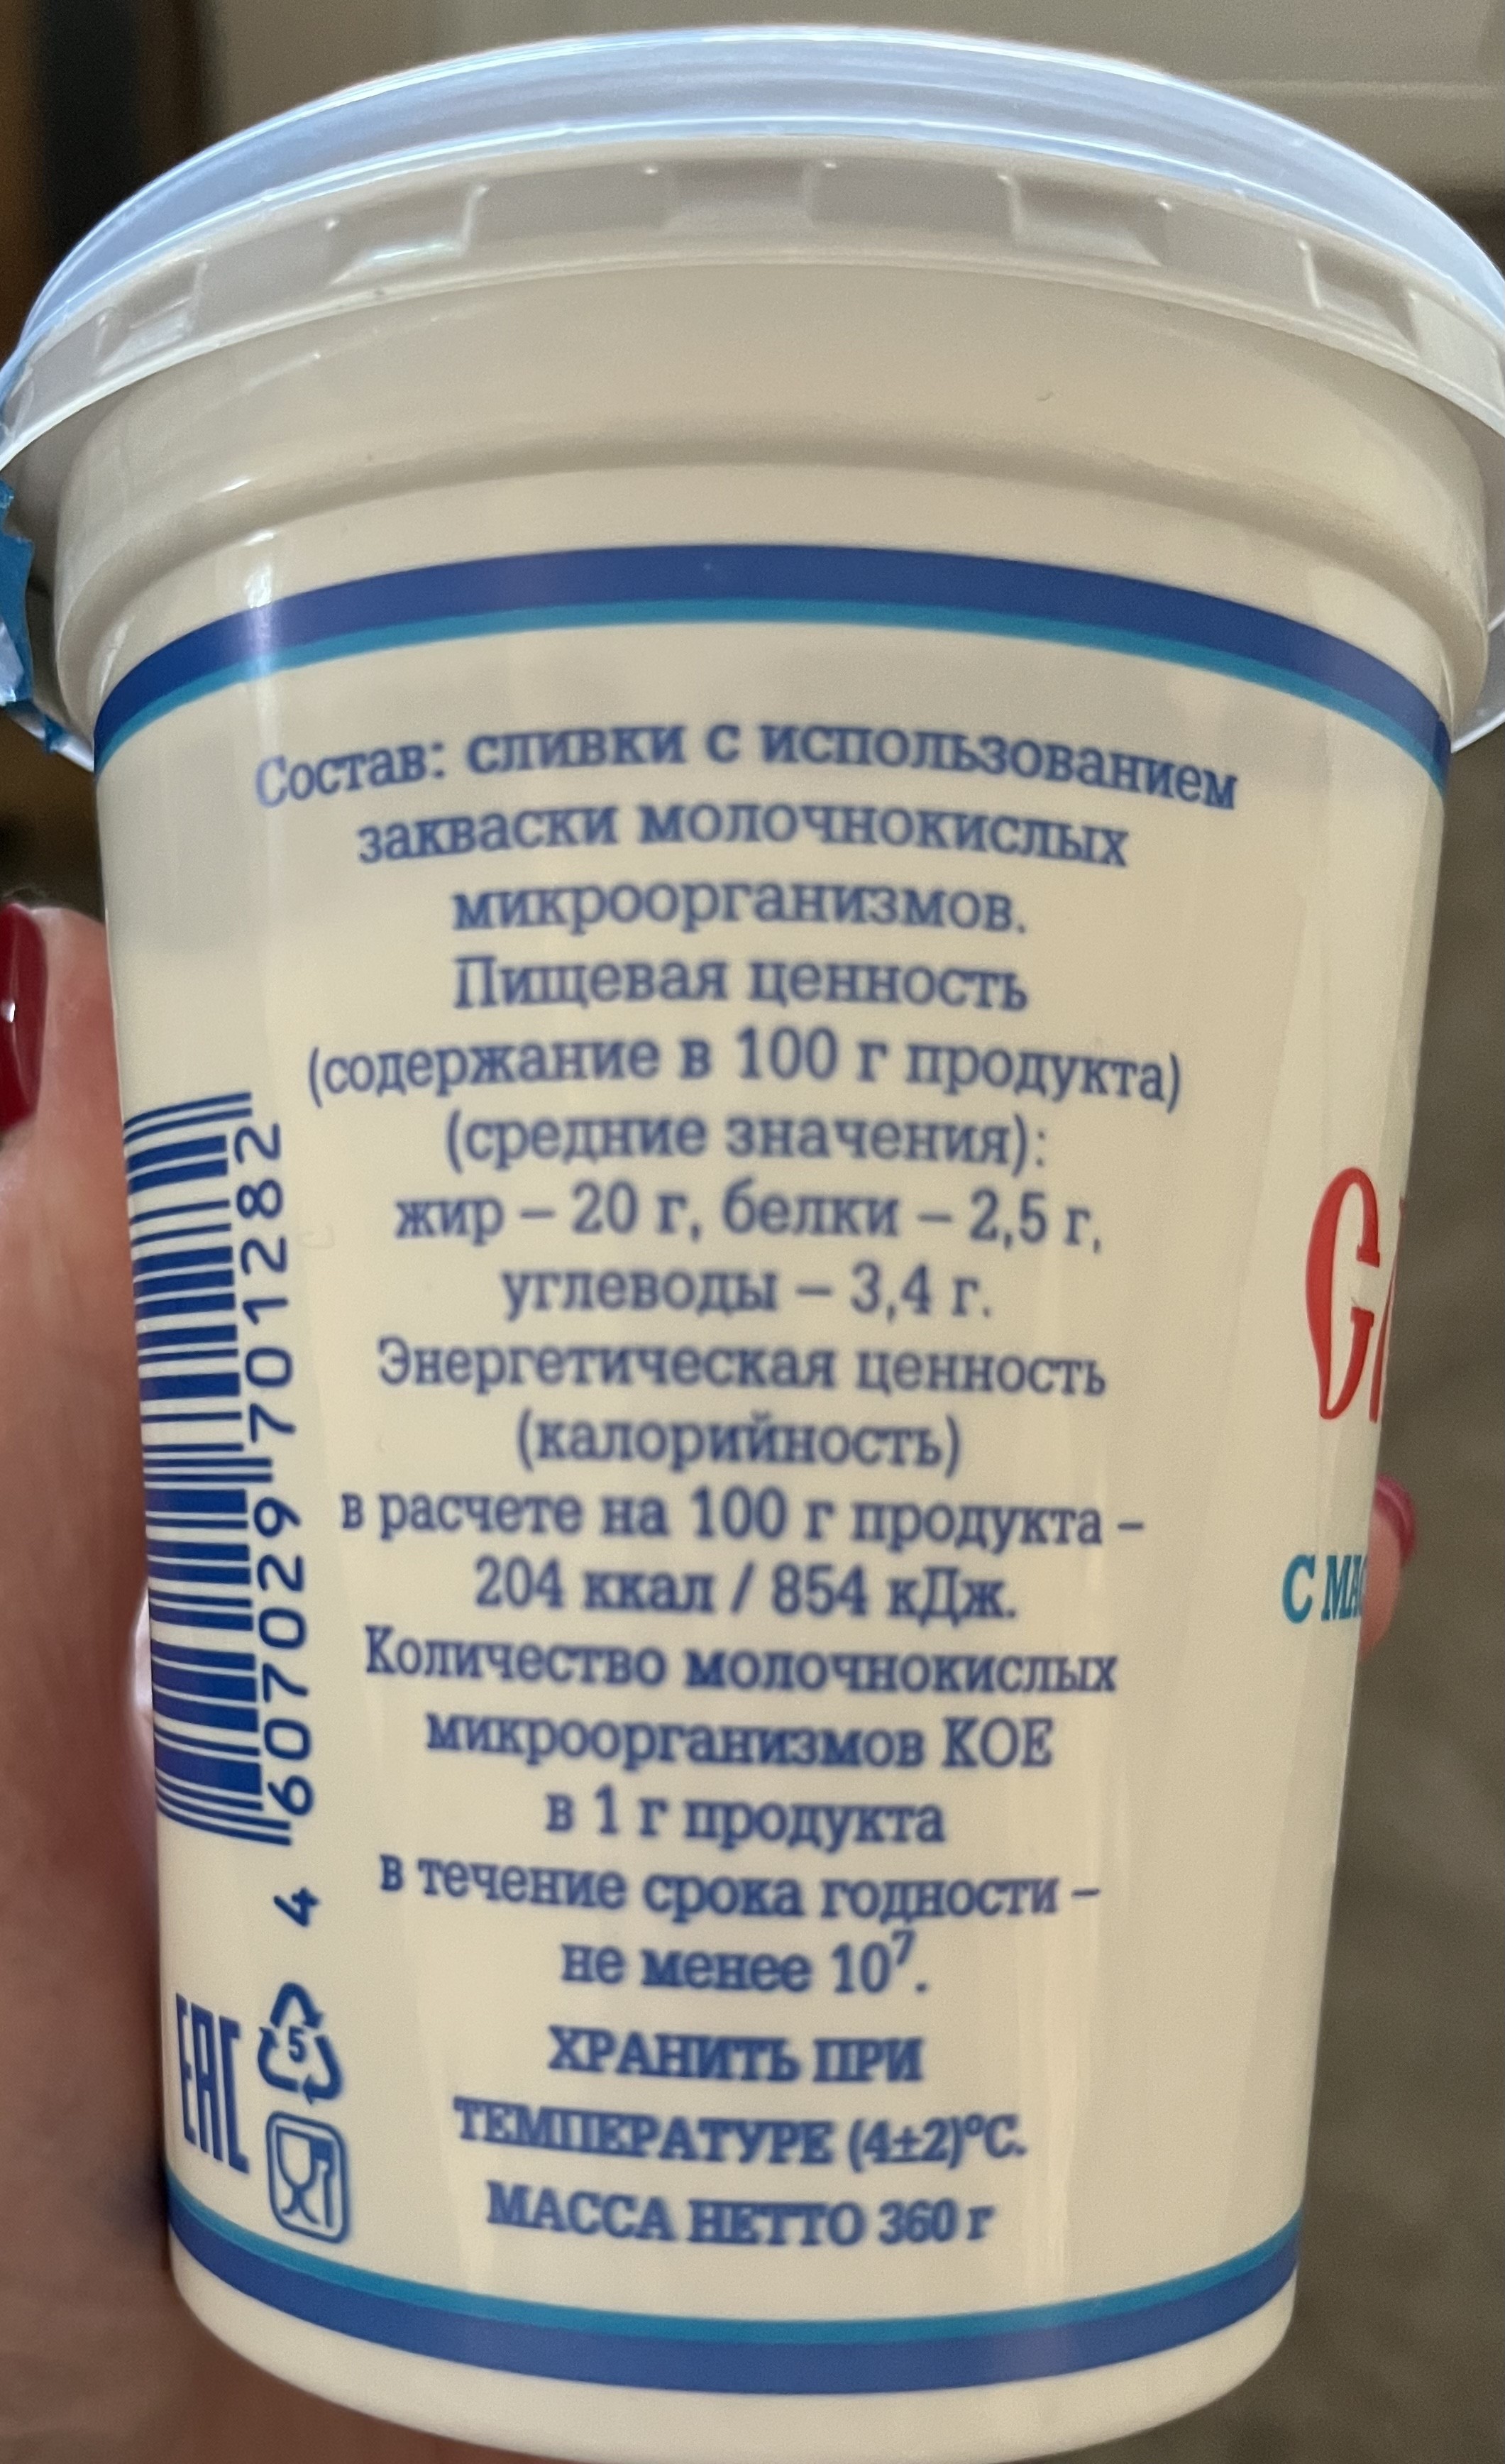 Состав: сливки с использованием
закваски молочнокислых
микроорганизмов.
Пищевая ценность
(содержание в 100 г продукта)
(средние значения):
жир – 20 г, белки – 2,5 г,
углеводы – 3,4 г.
Энергетическая ценность
(калорийность)
в расчете на 100 г продукта –
204 ккал / 854 кДж.
Количество молочнокислых
микроорганизмов КОЕ
в 1 г продукта
в течение срока годности –
не менее 10⁷.
ХРАНИТЬ ПРИ
ТЕМПЕРАТУРЕ (4±2)°С.
МАССА НЕТТО 360 г
4 607029 701282
EAC
5
С